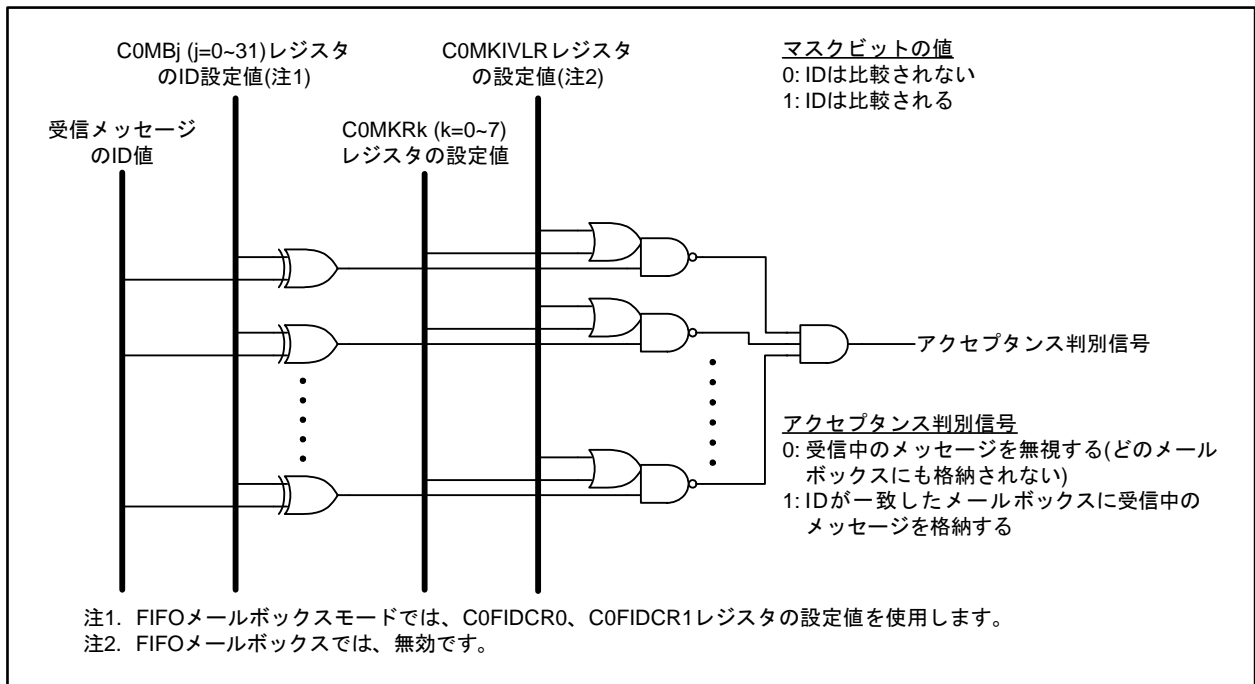 C0MBj (j=0~31)レジスタ
のID設定値(注1)
C0MKIVLRレジスタ
の設定値(注2)
マスクビットの値
0: IDは比較されない
1: IDは比較される
受信メッセージ
のID値
C0MKRk (k=0~7)
レジスタの設定値
アクセプタンス判別信号
アクセプタンス判別信号
0: 受信中のメッセージを無視する(どのメール
ボックスにも格納されない)
1: IDが一致したメールボックスに受信中の
メッセージを格納する
注1. FIFOメールボックスモードでは、C0FIDCR0、C0FIDCR1レジスタの設定値を使用します。
注2. FIFOメールボックスでは、無効です。